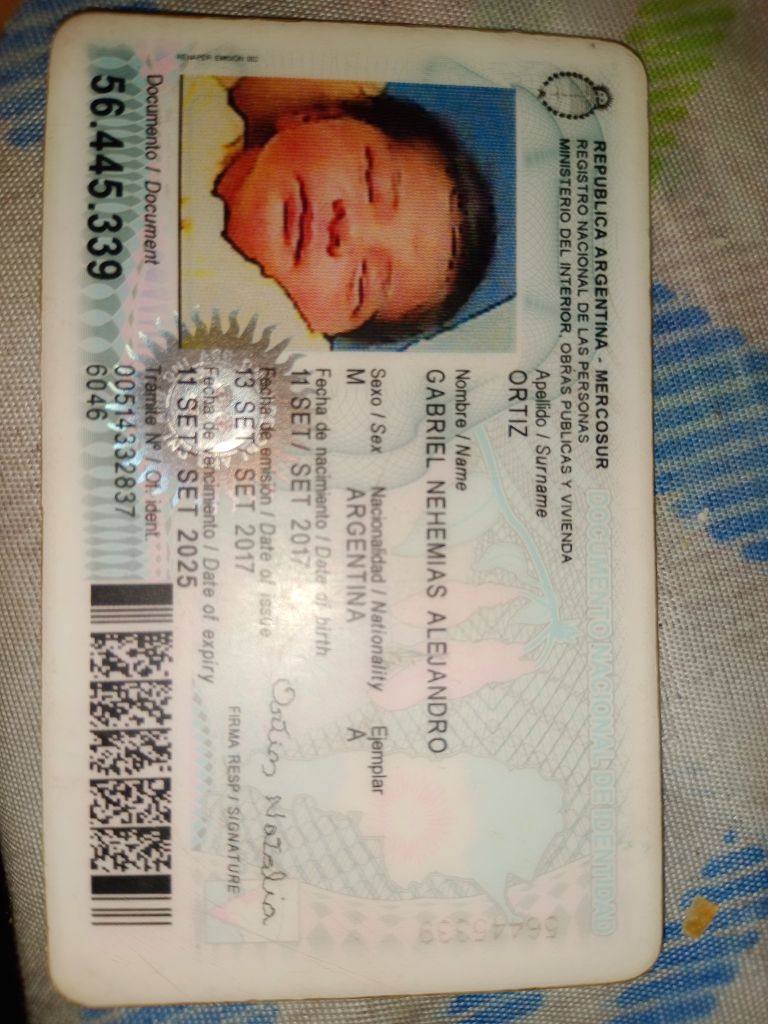 REPUBLICA ARGENTINA - MERCOSUR
REGISTRO NACIONAL DE LAS PERSONAS
MINISTERIO DEL INTERIOR, OBRAS PUBLICAS Y VIVIENDA
DOCUMENTO NACIONAL DE IDENTIDAD
RENAPER EMISIÓN 002
Apellido / Surname
ORTIZ
Nombre / Name
GABRIEL NEHEMIAS ALEJANDRO
Sexo / Sex Nacionalidad / Nationality Ejemplar
M ARGENTINA A
Fecha de nacimiento / Date of birth
11 SET/ SET 2017
Fecha de emisión / Date of issue
13 SET/ SET 2017
Fecha de vencimiento / Date of expiry
11 SET/ SET 2025
Ortiz Natalia
FIRMA RESP / SIGNATURE
Documento / Document
56.445.339
Trámite Nº / Of. ident.
00514332837
6046